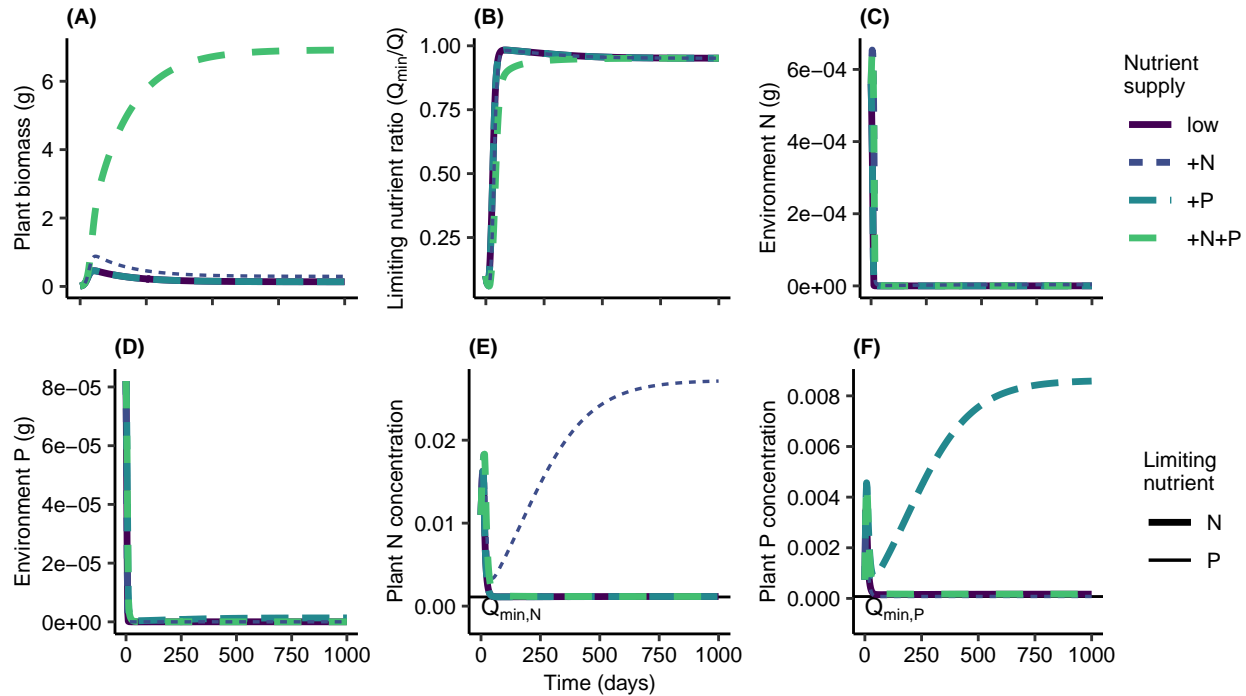 (A)
(B)
(C)
Plant biomass (g)
6
4
2
0
Limiting nutrient ratio (Qmin/Q)
1.00
0.75
0.50
0.25
Environment N (g)
6e−04
4e−04
2e−04
0e+00
Nutrient
supply
low
+N
+P
+N+P
(D)
(E)
(F)
Environment P (g)
8e−05
6e−05
4e−05
2e−05
0e+00
0 250 500 750 1000
Plant N concentration
0.02
0.01
0.00
Qmin,N
0 250 500 750 1000
Time (days)
Plant P concentration
0.008
0.006
0.004
0.002
0.000
Qmin,P
0 250 500 750 1000
Limiting
nutrient
N
P